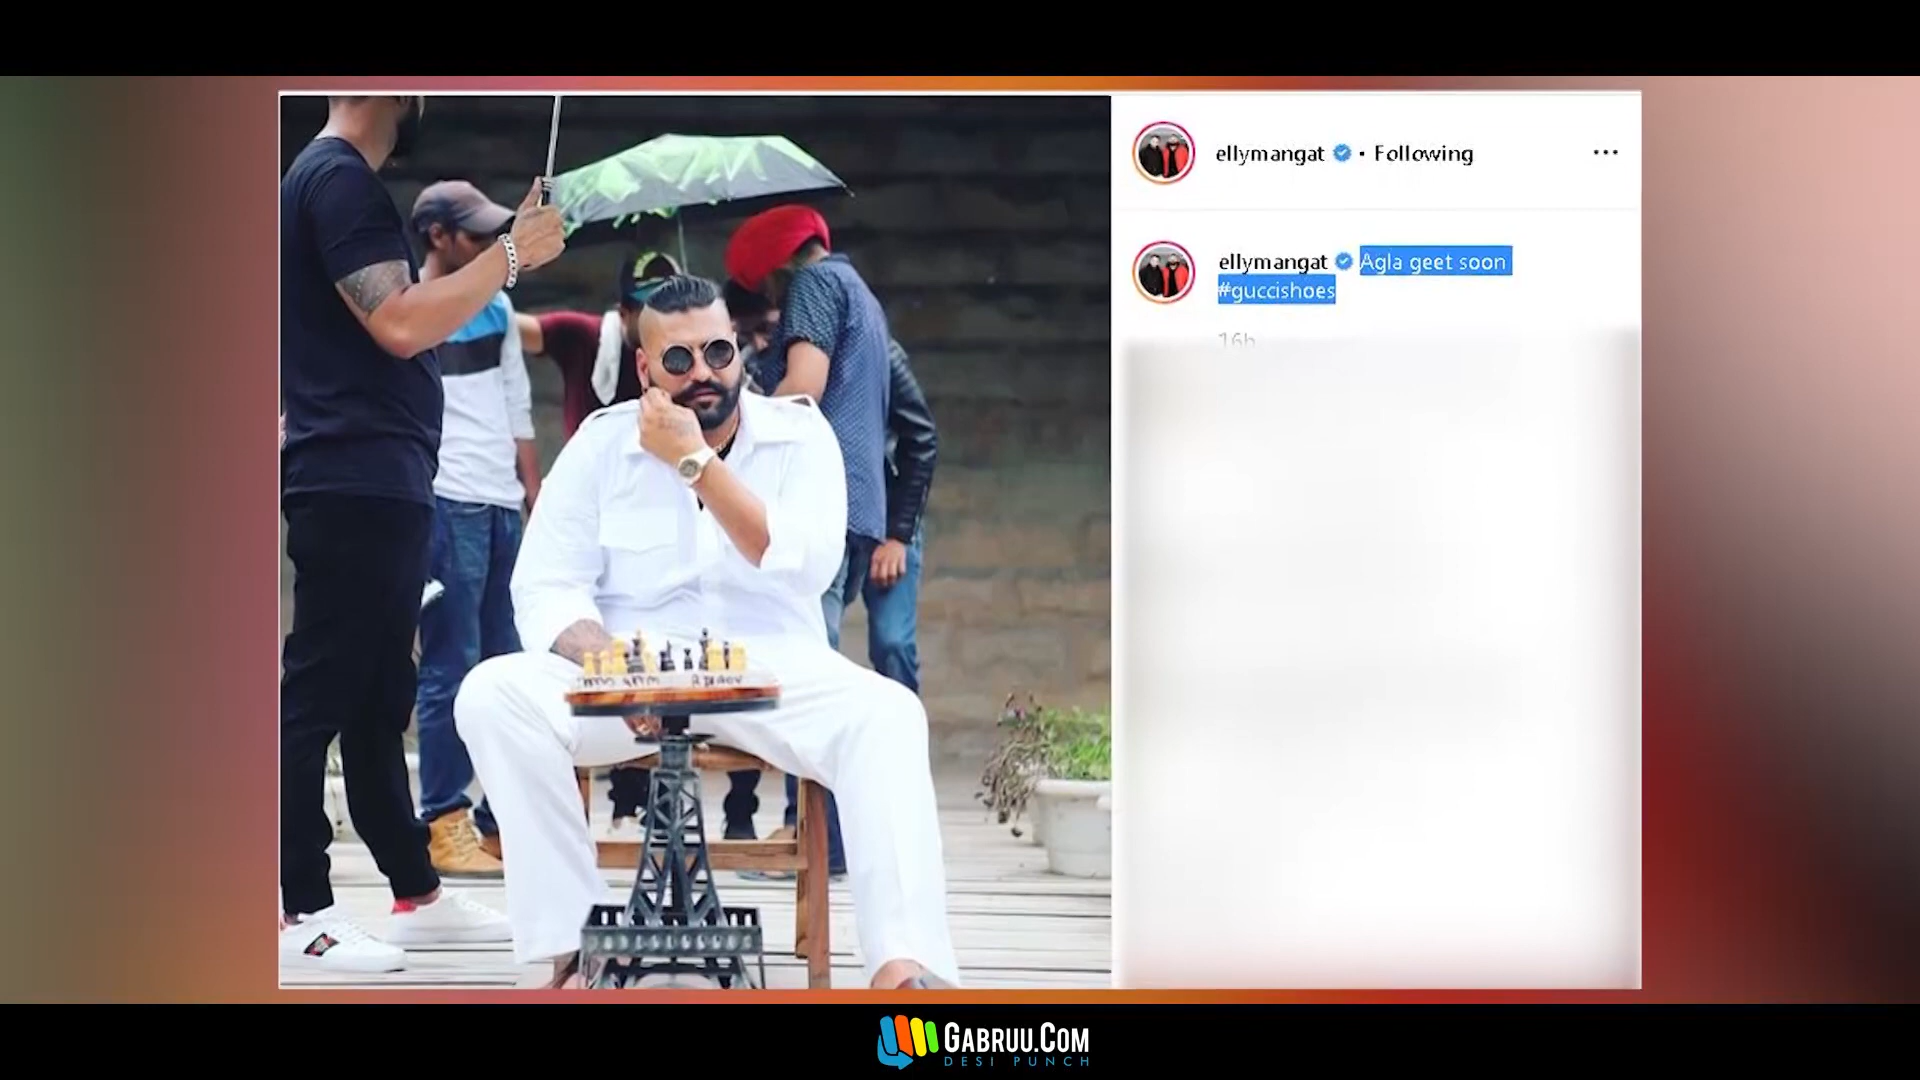 ellymangat • Following
ellymangat Agla geet soon
#guccishoes
16h
GABRUU.COM
DESI PUNCH